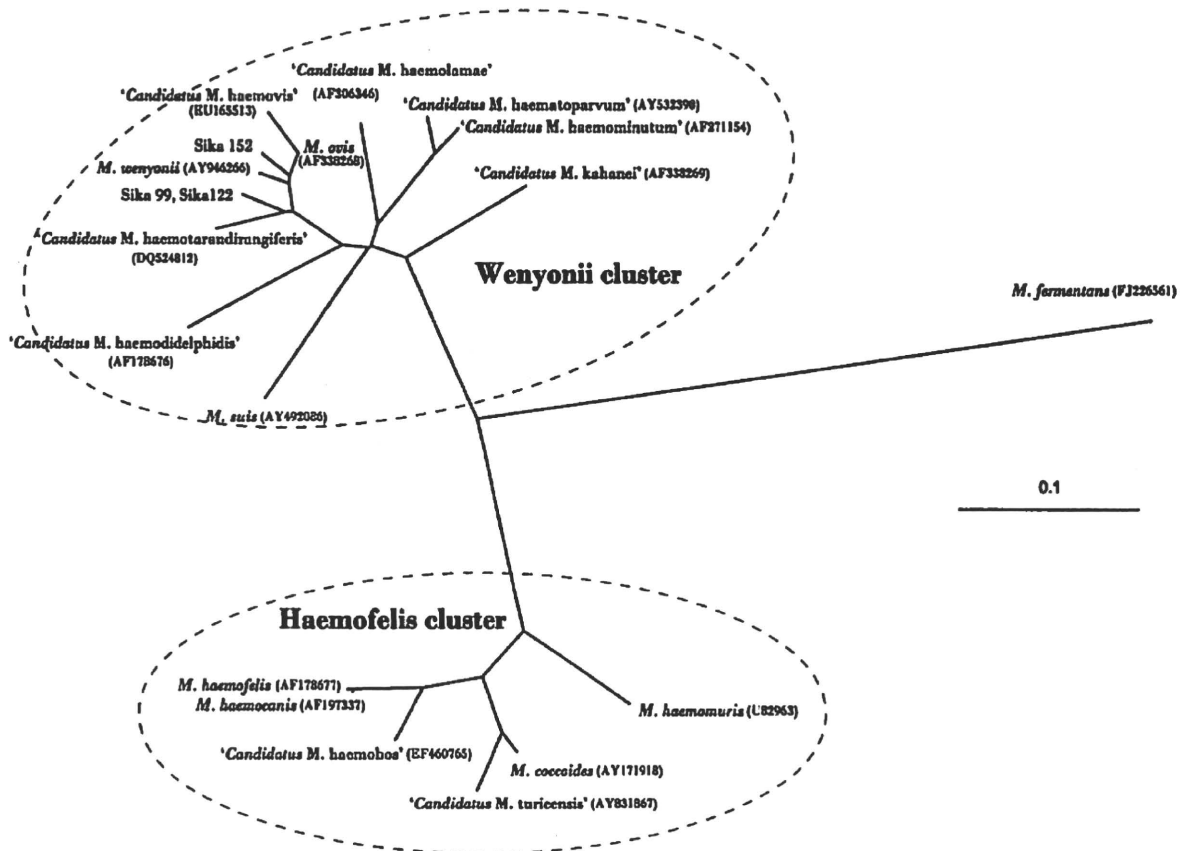 'Candidatus M. haemolamae'
(AF306346)
'Candidatus M. haemovis'
(EU165513)
'Candidatus M. haematoparvum' (AY532390)
'Candidatus M. haemominutum' (AF271154)
Sika 152
M. ovis
(AF338268)
M. wenyonii (AY946266)
'Candidatus M. kahanei' (AF338269)
Sika 99, Sika122
'Candidatus M. haemotarandirangiferis'
(DQ524812)
Wenyonii cluster
M. fermentans (FJ226561)
'Candidatus M. haemodidelphidis'
(AF178676)
M. suis (AY492086)
0.1
Haemofelis cluster
M. haemofelis (AF178677)
M. haemocanis (AF197337)
M. haemomuris (U82963)
'Candidatus M. haemobos' (EF460765)
M. coccoides (AY171918)
'Candidatus M. turicensis' (AY831867)